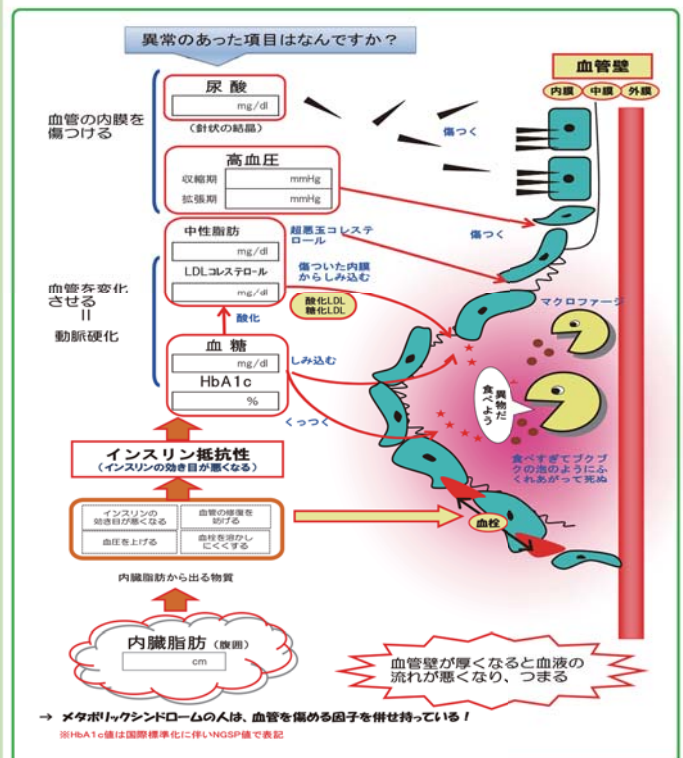 異常のあった項目はなんですか？
血管壁
内膜
中膜
外膜
尿酸
mg/dl
(針状の結晶)
血管の内膜を
傷つける
傷つく
高血圧
収縮期
mmHg
拡張期
mmHg
傷つく
中性脂肪
mg/dl
LDLコレステロール
mg/dl
超悪玉コレステ
ロール
傷ついた内膜
からしみ込む
酸化LDL
糖化LDL
血管を変化
させる
||
動脈硬化
酸化
マクロファージ
血糖
mg/dl
HbA1c
%
しみ込む
くっつく
異物だ
食べよう
食べすぎてブクブ
クの泡のようにふ
くれあがって死ぬ
インスリン抵抗性
(インスリンの効き目が悪くなる)
インスリンの
効き目が悪くなる
血管の修復を
妨げる
血圧を上げる
血栓を溶かし
にくくする
血栓
内臓脂肪から出る物質
内臓脂肪(腹囲)
cm
血管壁が厚くなると血液の
流れが悪くなり、つまる
→ メタボリックシンドロームの人は、血管を傷める因子を併せ持っている！
※HbA1c値は国際標準化に伴いNGSP値で表記